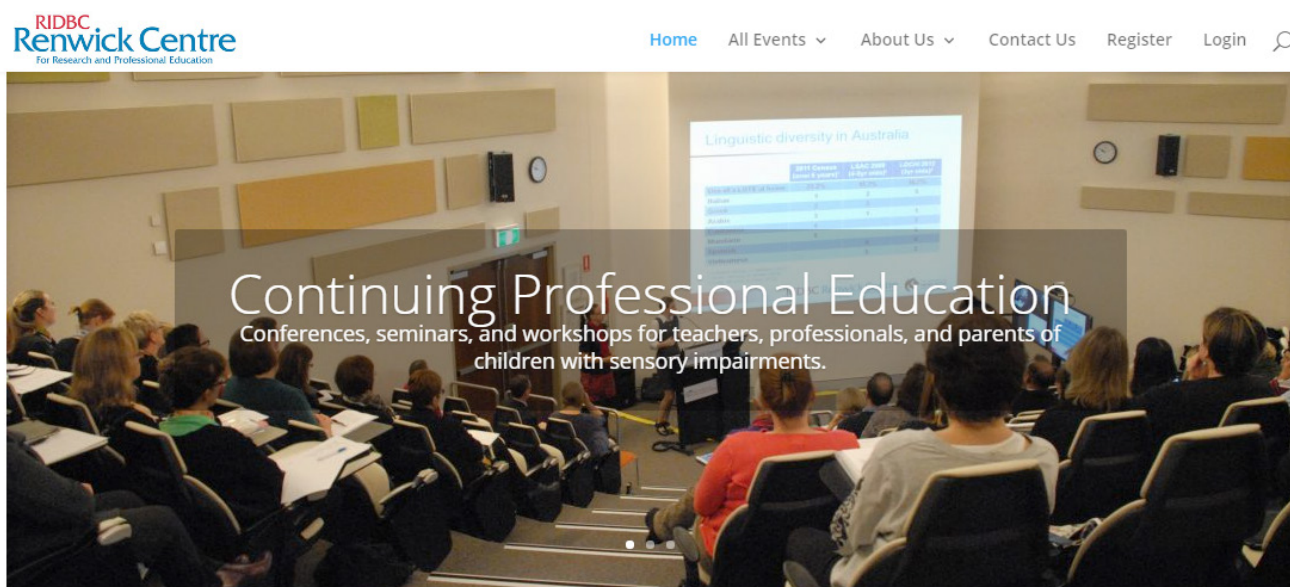 RIDBC
Renwick Centre
For Research and Professional Education
Home All Events About Us Contact Us Register Login
Linguistic diversity in Australia
2011 Census
Continuing Professional Education
Conferences, seminars, and workshops for teachers, professionals, and parents of
children with sensory impairments.